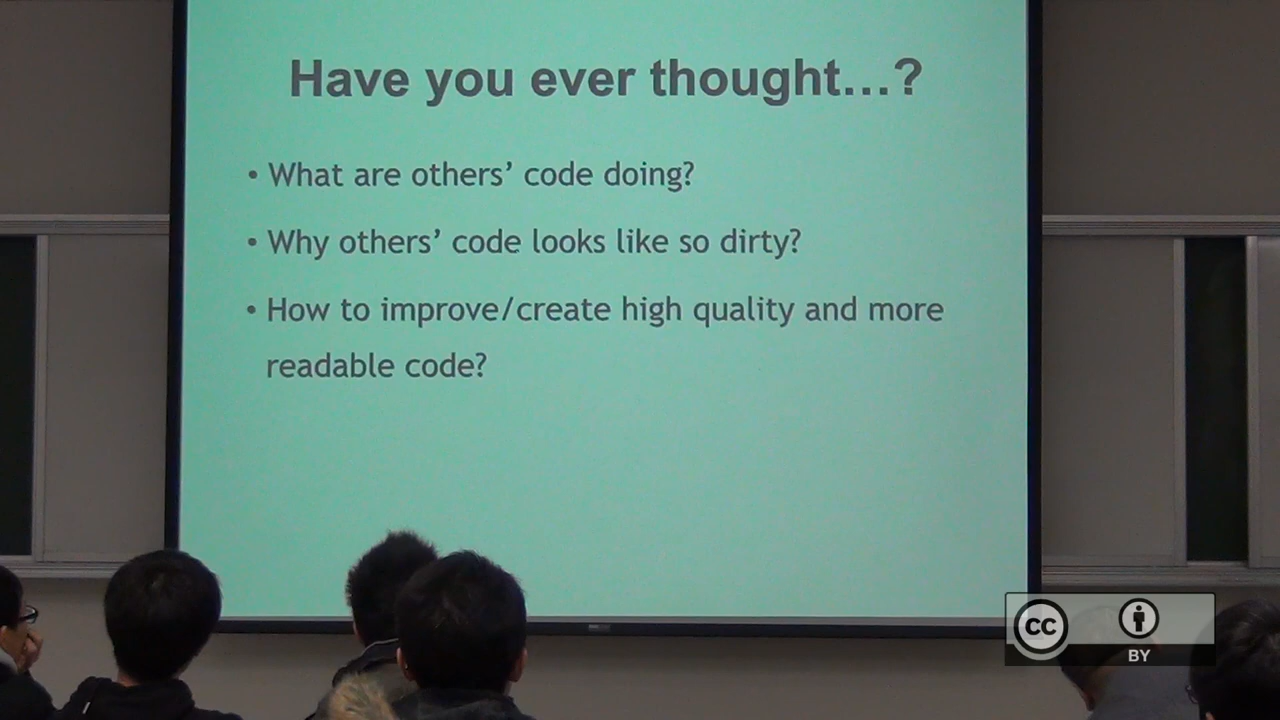 Have you ever thought…?
• What are others’ code doing?
• Why others’ code looks like so dirty?
• How to improve/create high quality and more
readable code?
cc
BY